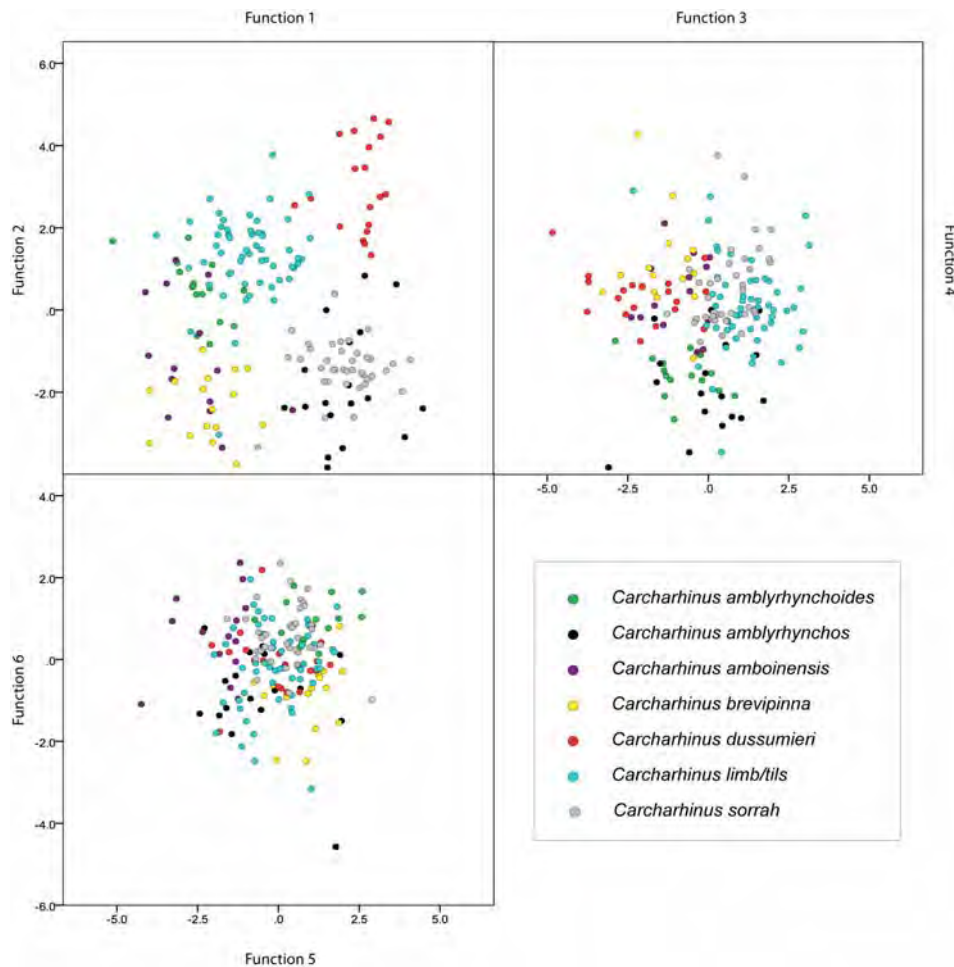 Function 1
Function 3
6.0
4.0
2.0
.0
-2.0
Function 2
Function 4
-5.0
-2.5
.0
2.5
5.0
4.0
2.0
.0
-2.0
-4.0
-6.0
Function 6
-5.0
-2.5
.0
2.5
5.0
Function 5
Carcharhinus amblyrhynchoides
Carcharhinus amblyrhynchos
Carcharhinus amboinensis
Carcharhinus brevipinna
Carcharhinus dussumieri
Carcharhinus limb/tils
Carcharhinus sorrah